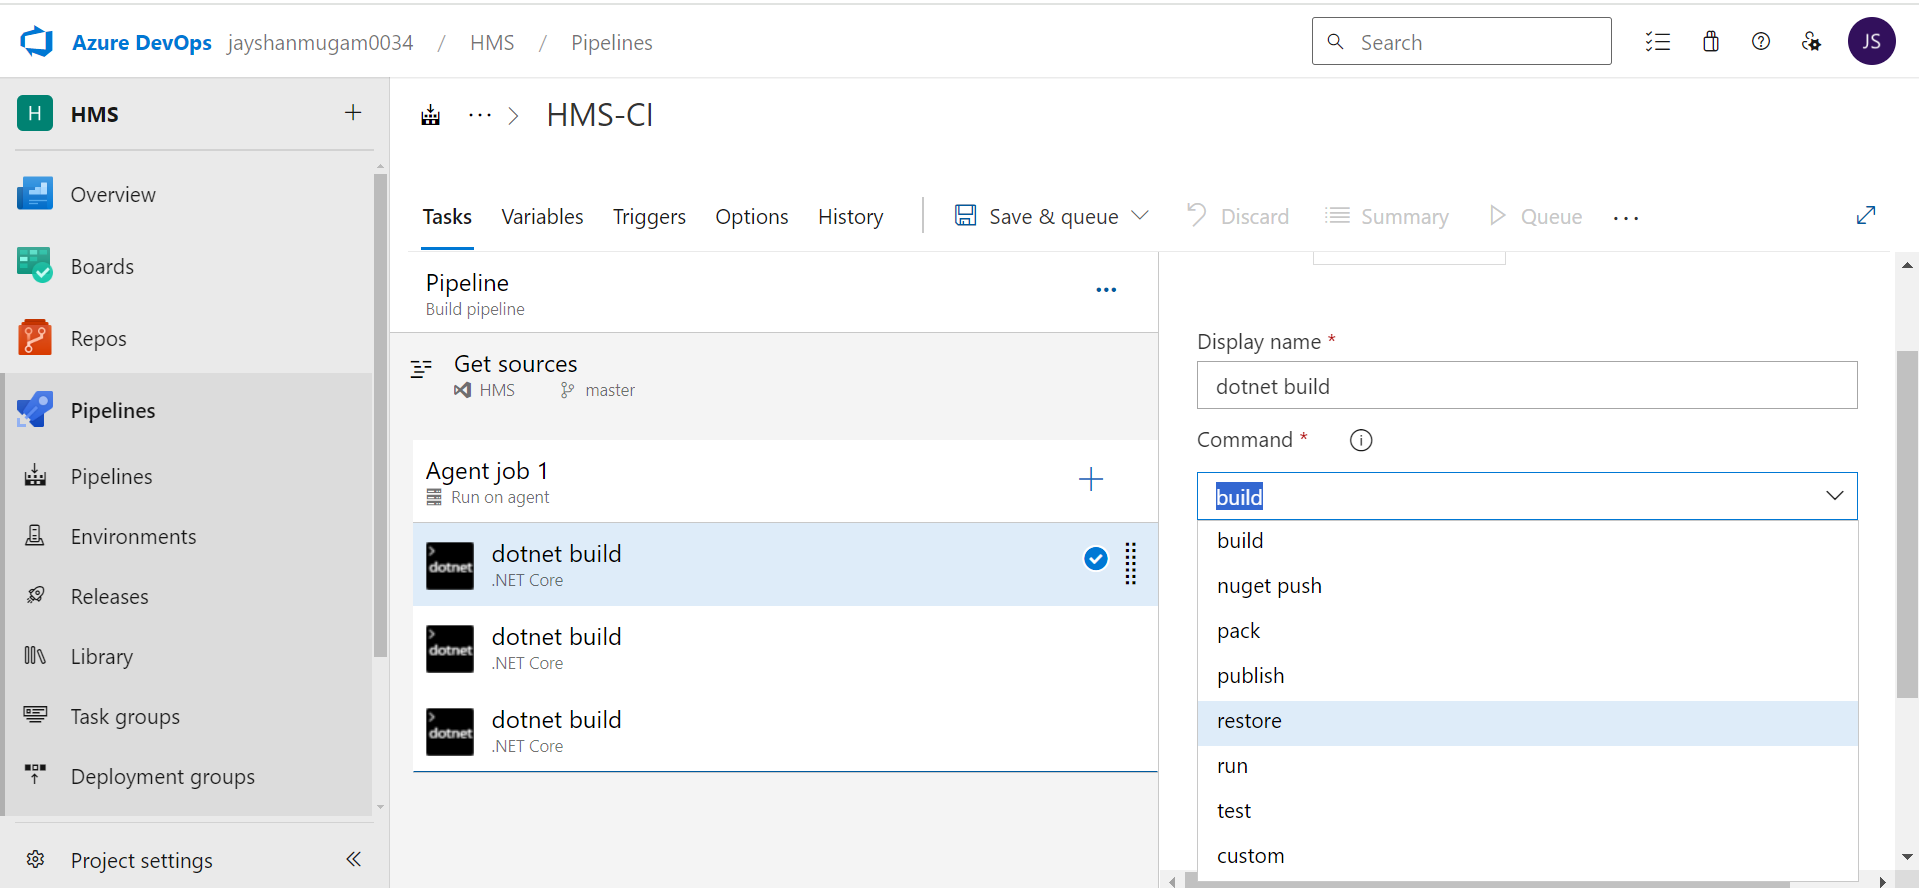 Azure DevOps jayshanmugam0034 / HMS / Pipelines
Search
JS
H HMS
Overview
Boards
Repos
Pipelines
Pipelines
Environments
Releases
Library
Task groups
Deployment groups
Project settings
... > HMS-CI
Tasks Variables Triggers Options History Save & queue Discard Summary Queue ...
Pipeline
Build pipeline
...
Get sources
HMS master
Agent job 1
Run on agent
dotnet
dotnet build
.NET Core
dotnet
dotnet build
.NET Core
dotnet
dotnet build
.NET Core
Display name *
dotnet build
Command *
build
build
nuget push
pack
publish
restore
run
test
custom